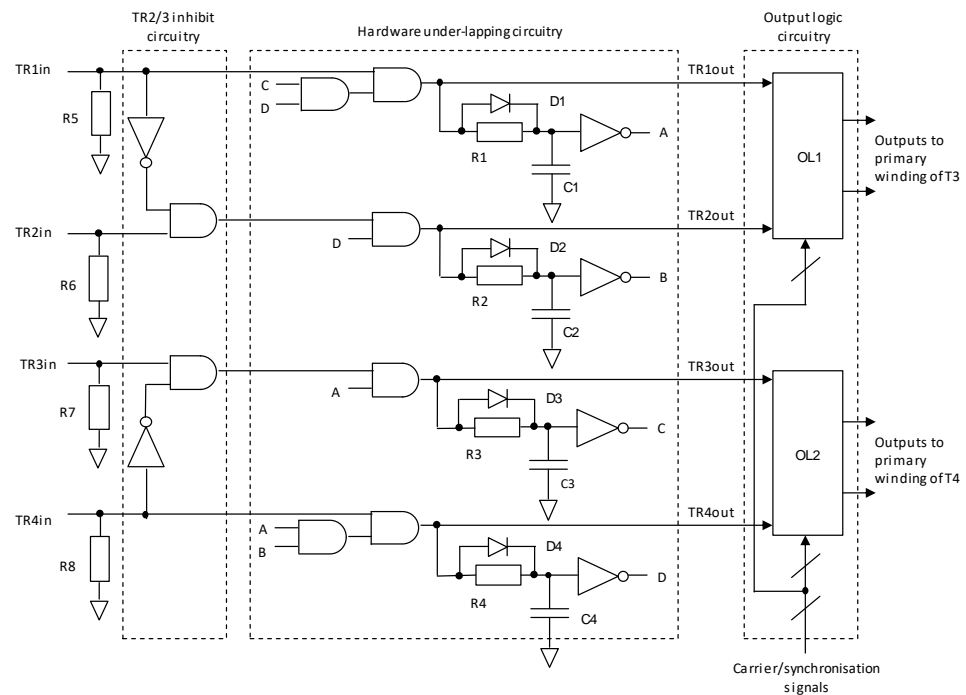 TR2/3 inhibit
circuitry
Hardware under-lapping circuitry
Output logic
circuitry
TR1in
C
D
R5
TR1out
D1
R1
A
C1
OL1
Outputs to
primary
winding of T3
TR2in
D
R6
TR2out
D2
R2
B
C2
TR3in
A
R7
TR3out
D3
R3
C
C3
OL2
Outputs to
primary
winding of T4
TR4in
A
B
R8
TR4out
D4
R4
D
C4
Carrier/synchronisation
signals